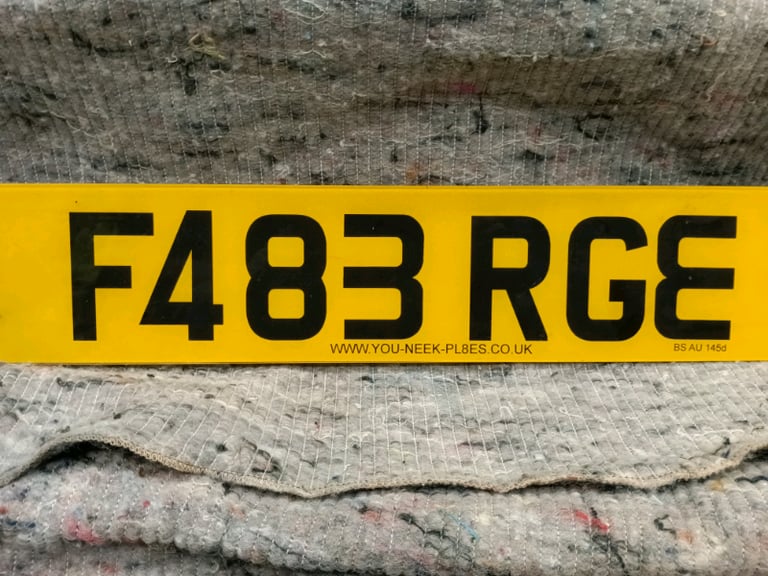 F483 RGE
WWW.YOU-NEEK-PL8ES.CO.UK
BS AU 145d